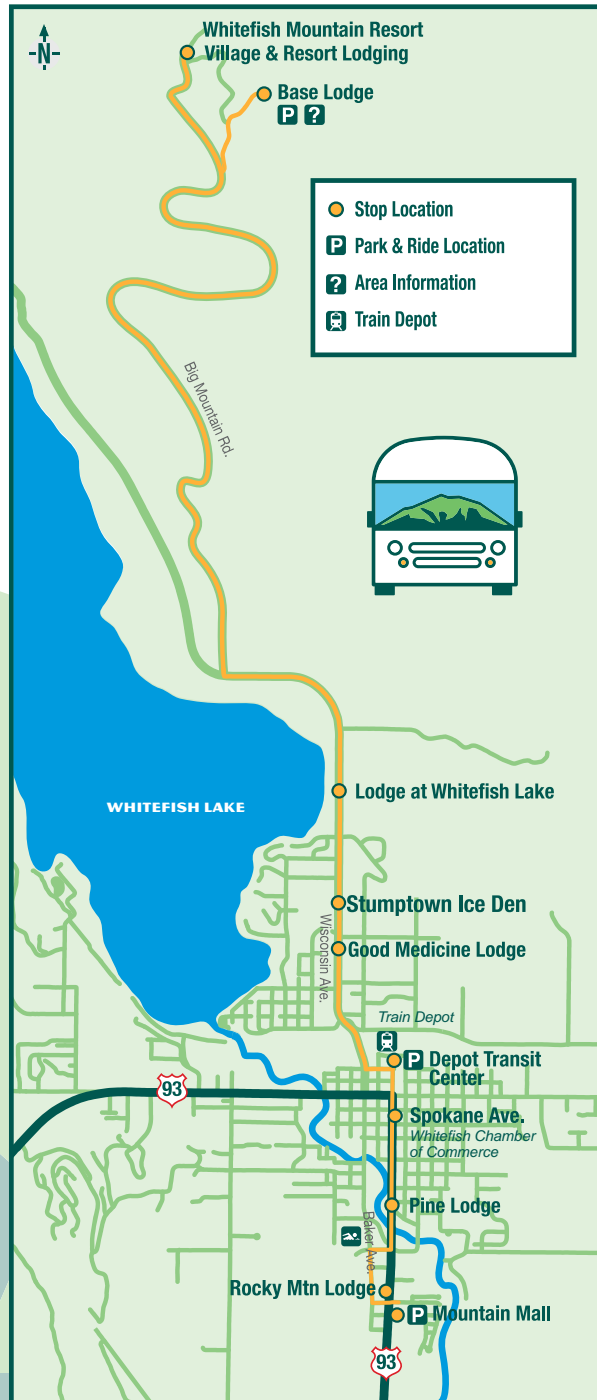 -N-
Whitefish Mountain Resort
Village & Resort Lodging
Base Lodge
P ?
Stop Location
P Park & Ride Location
? Area Information
Train Depot
Big Mountain Rd.
WHITEFISH LAKE
Lodge at Whitefish Lake
Stumptown Ice Den
Wisconsin Ave.
Good Medicine Lodge
Train Depot
P Depot Transit
Center
93
Spokane Ave.
Whitefish Chamber
of Commerce
Pine Lodge
Baker Ave.
Rocky Mtn Lodge
P Mountain Mall
93